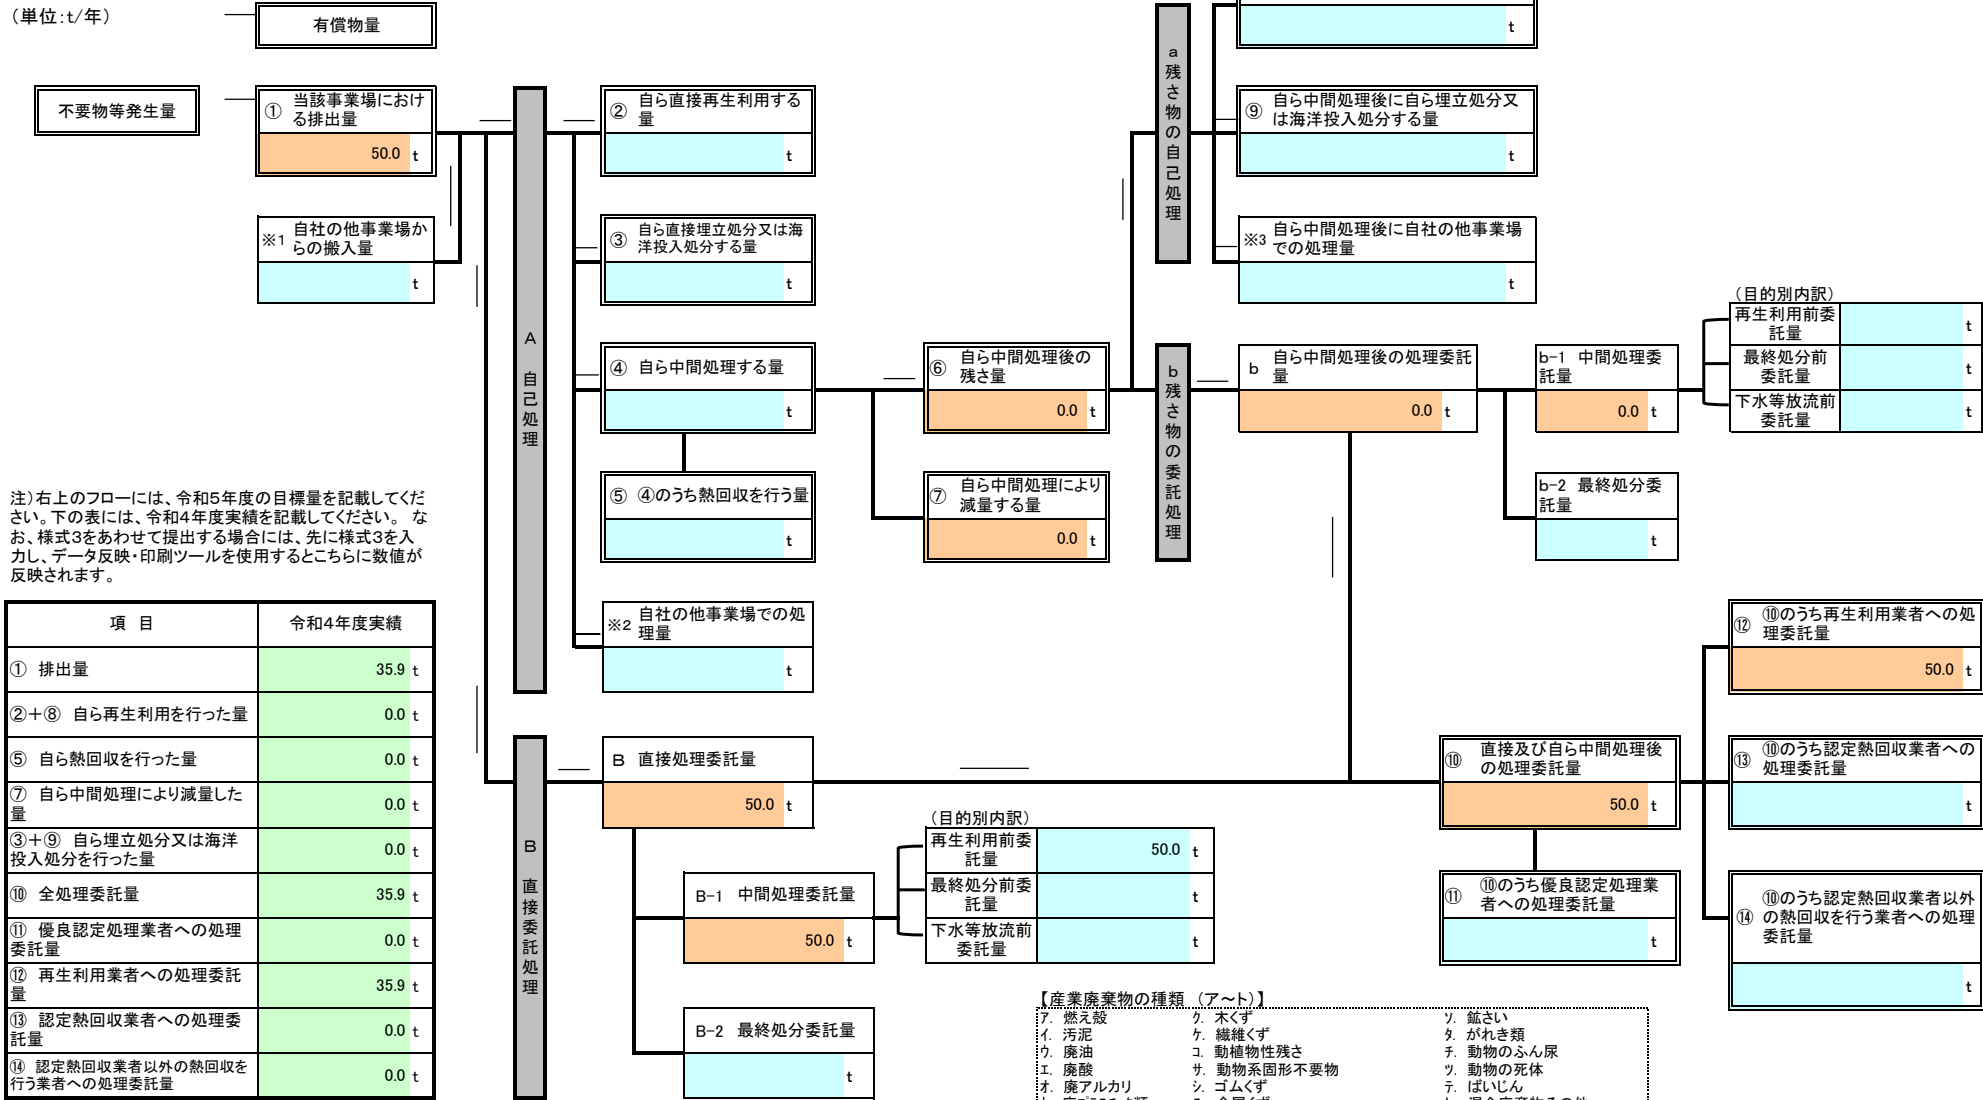 (単位:t/年)
有償物量
t
不要物等発生量
① 当該事業場におけ
る排出量
50.0 t
※1 自社の他事業場か
らの搬入量
t
A 自己処理
② 自ら直接再生利用する
量
t
③ 自ら直接埋立処分又は海
洋投入処分する量
t
④ 自ら中間処理する量
t
⑤ ④のうち熱回収を行う量
t
※2 自社の他事業場での処
理量
t
⑥ 自ら中間処理後の
残さ量
0.0 t
⑦ 自ら中間処理により
減量する量
0.0 t
a 残さ物の自己処理
⑨ 自ら中間処理後に自ら埋立処分又
は海洋投入処分する量
t
※3 自ら中間処理後に自社の他事業場
での処理量
t
b 残さ物の委託処理
b 自ら中間処理後の処理委託
量
0.0 t
b-1 中間処理委
託量
0.0 t
b-2 最終処分委
託量
t
(目的別内訳)
再生利用前委
託量
t
最終処分前
委託量
t
下水等放流前
委託量
t
注)右上のフローには、令和5年度の目標量を記載してくだ
さい。下の表には、令和4年度実績を記載してください。 な
お、様式3をあわせて提出する場合には、先に様式3を入
力し、データ反映・印刷ツールを使用するとこちらに数値が
反映されます。
項 目 令和4年度実績
① 排出量 35.9 t
②+⑧ 自ら再生利用を行った量 0.0 t
⑤ 自ら熱回収を行った量 0.0 t
⑦ 自ら中間処理により減量した
量 0.0 t
③+⑨ 自ら埋立処分又は海洋
投入処分を行った量 0.0 t
⑩ 全処理委託量 35.9 t
⑪ 優良認定処理業者への処理
委託量 0.0 t
⑫ 再生利用業者への処理委託
量 35.9 t
⑬ 認定熱回収業者への処理委
託量 0.0 t
⑭ 認定熱回収業者以外の熱回収を
行う業者への処理委託量 0.0 t
B 直接委託処理
B 直接処理委託量
50.0 t
B-1 中間処理委託量
50.0 t
B-2 最終処分委託量
t
(目的別内訳)
再生利用前委
託量
50.0 t
最終処分前委
託量
t
下水等放流前
委託量
t
⑩ 直接及び自ら中間処理後
の処理委託量
50.0 t
⑪ ⑩のうち優良認定処理業
者への処理委託量
t
⑫ ⑩のうち再生利用業者への処
理委託量
50.0 t
⑬ ⑩のうち認定熱回収業者への
処理委託量
t
⑭ ⑩のうち認定熱回収業者以外
の熱回収を行う業者への処理
委託量
t
【産業廃棄物の種類 (ア~ト)】
ア. 燃え殻 ク. 木くず ソ. 鉱さい
イ. 汚泥 ケ. 繊維くず タ. がれき類
ウ. 廃油 コ. 動植物性残さ チ. 動物のふん尿
エ. 廃酸 サ. 動物系固形不要物 ツ. 動物の死体
オ. 廃アルカリ シ. ゴムくず テ. ばいじん